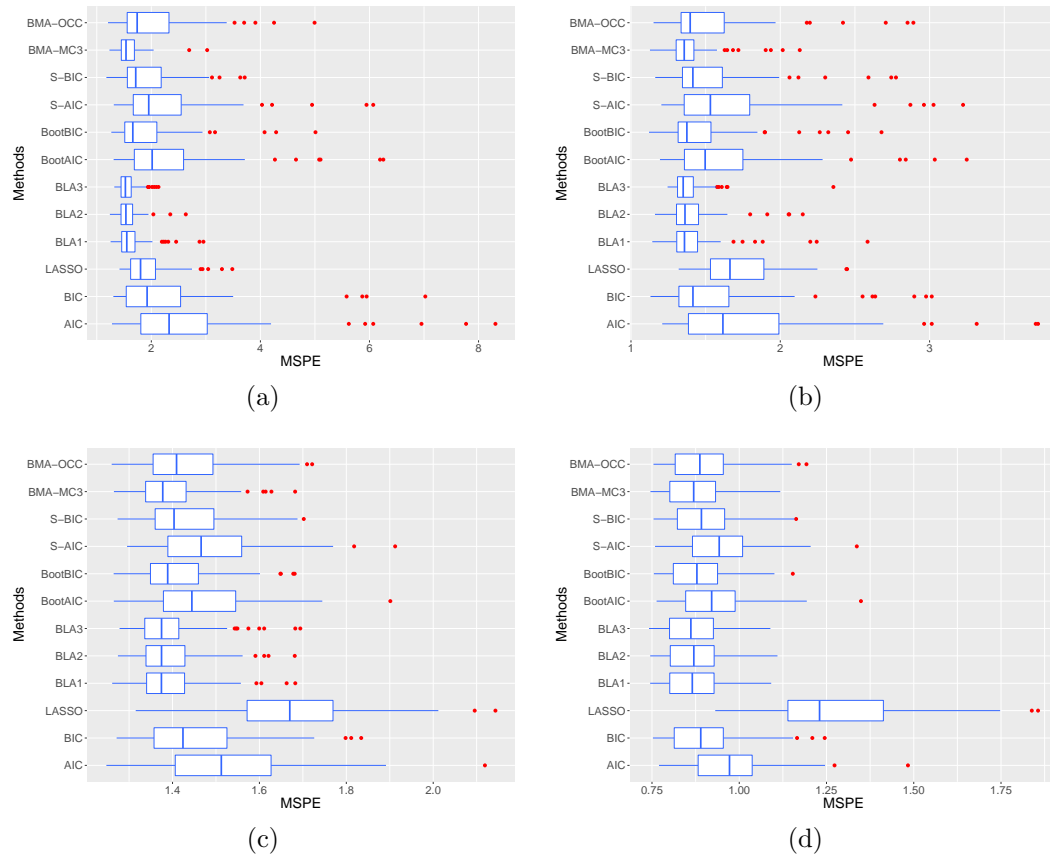 BMA−OCC
BMA−MC3
S−BIC
S−AIC
BootBIC
BootAIC
BLA3
BLA2
BLA1
LASSO
BIC
AIC
Methods
2 4 6 8
MSPE
(a)
BMA−OCC
BMA−MC3
S−BIC
S−AIC
BootBIC
BootAIC
BLA3
BLA2
BLA1
LASSO
BIC
AIC
Methods
1 2 3
MSPE
(b)
BMA−OCC
BMA−MC3
S−BIC
S−AIC
BootBIC
BootAIC
BLA3
BLA2
BLA1
LASSO
BIC
AIC
Methods
1.4 1.6 1.8 2.0
MSPE
(c)
BMA−OCC
BMA−MC3
S−BIC
S−AIC
BootBIC
BootAIC
BLA3
BLA2
BLA1
LASSO
BIC
AIC
Methods
0.75 1.00 1.25 1.50 1.75
MSPE
(d)